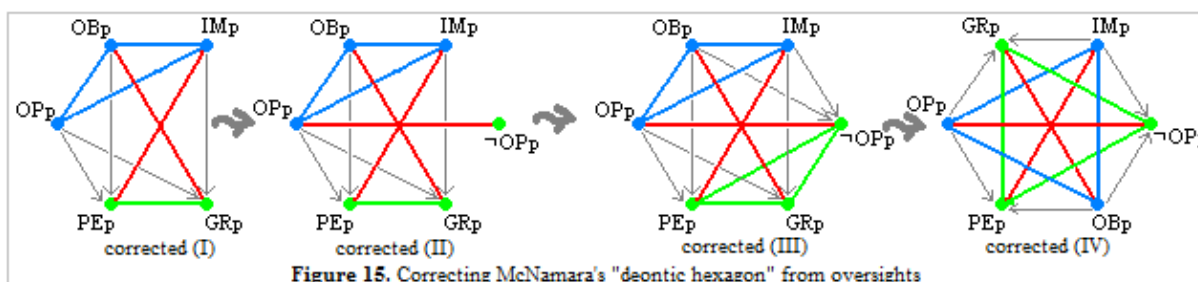 OBp IMp OBp IMp OBp IMp GRp IMp
OPp OPp ¬OPp OPp ¬OPp OPp ¬OPp
PEp GRp PEp GRp PEp GRp PEp OBp
corrected (I) corrected (II) corrected (III) corrected (IV)
Figure 15. Correcting McNamara's "deontic hexagon" from oversights